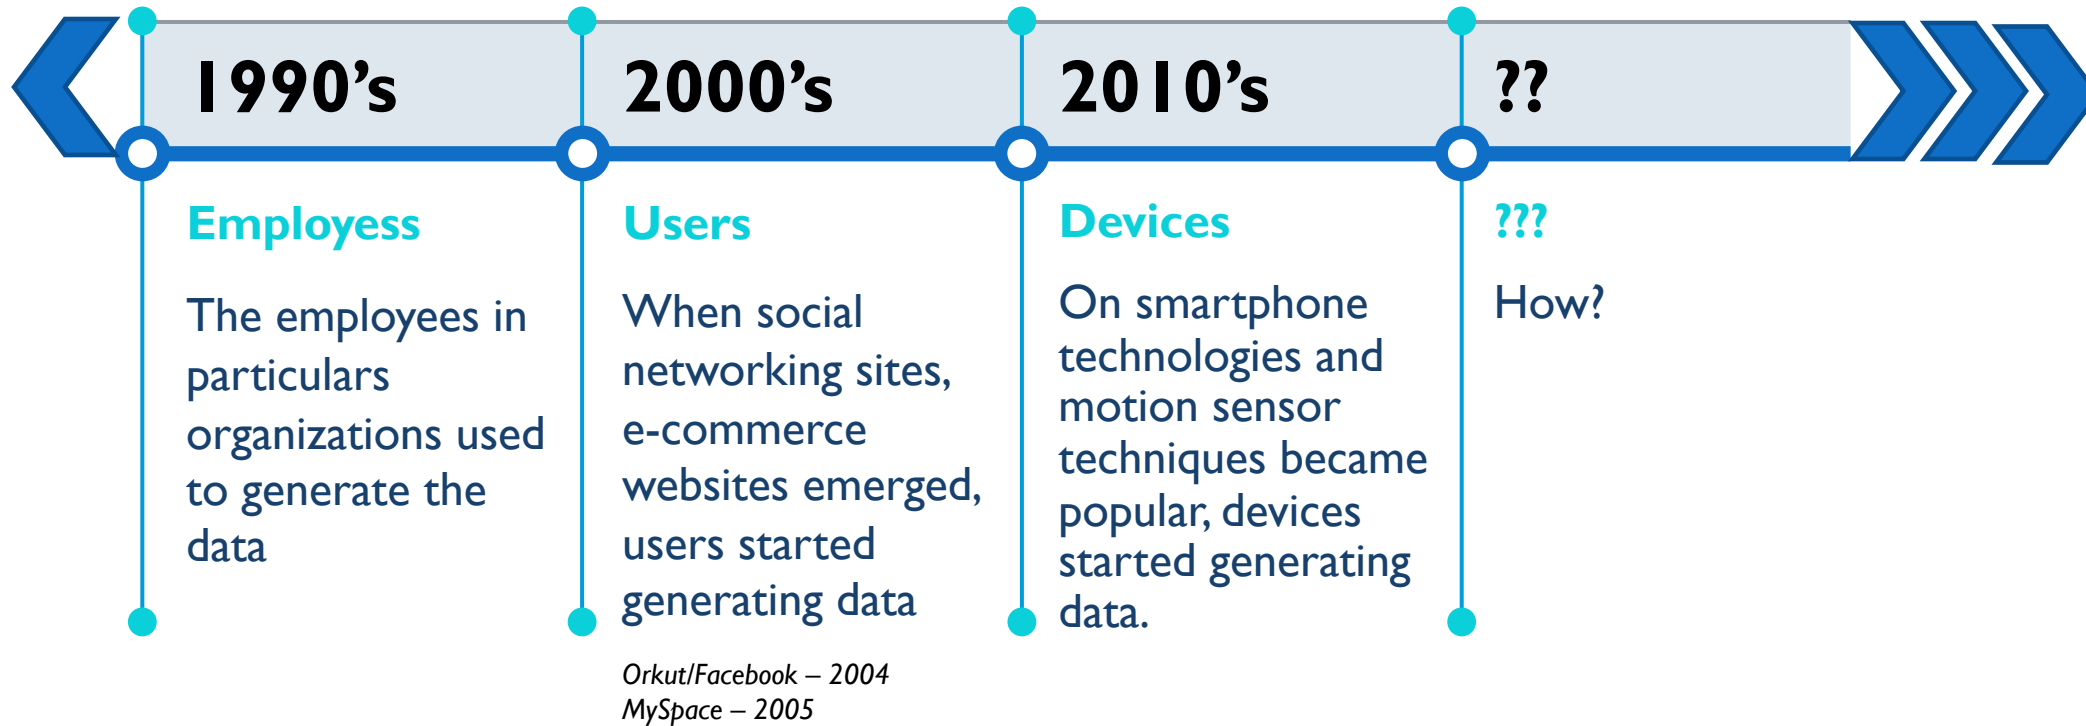 1990’s
Employess
The employees in
particulars
organizations used
to generate the
data
2000’s
Users
When social
networking sites,
e-commerce
websites emerged,
users started
generating data
Orkut/Facebook – 2004
MySpace – 2005
2010’s
Devices
On smartphone
technologies and
motion sensor
techniques became
popular, devices
started generating
data.
??
???
How?